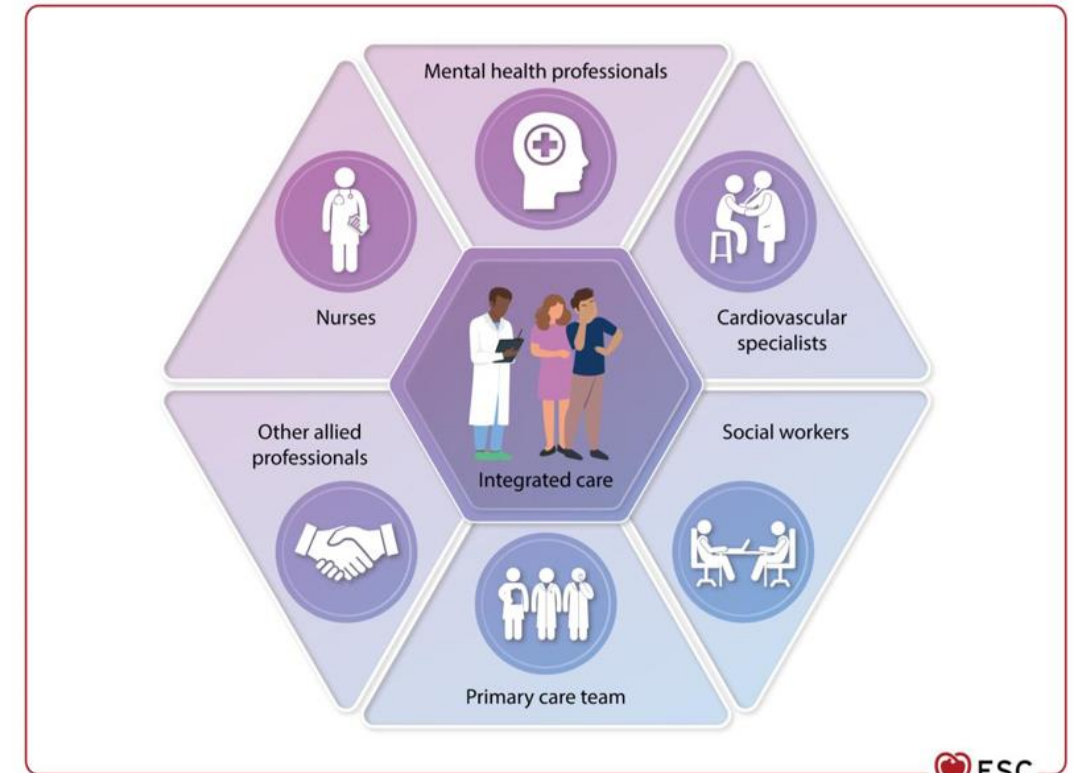 Mental health professionals
Nurses
Cardiovascular
specialists
Other allied
professionals
Integrated care
Social workers
Primary care team
ESC